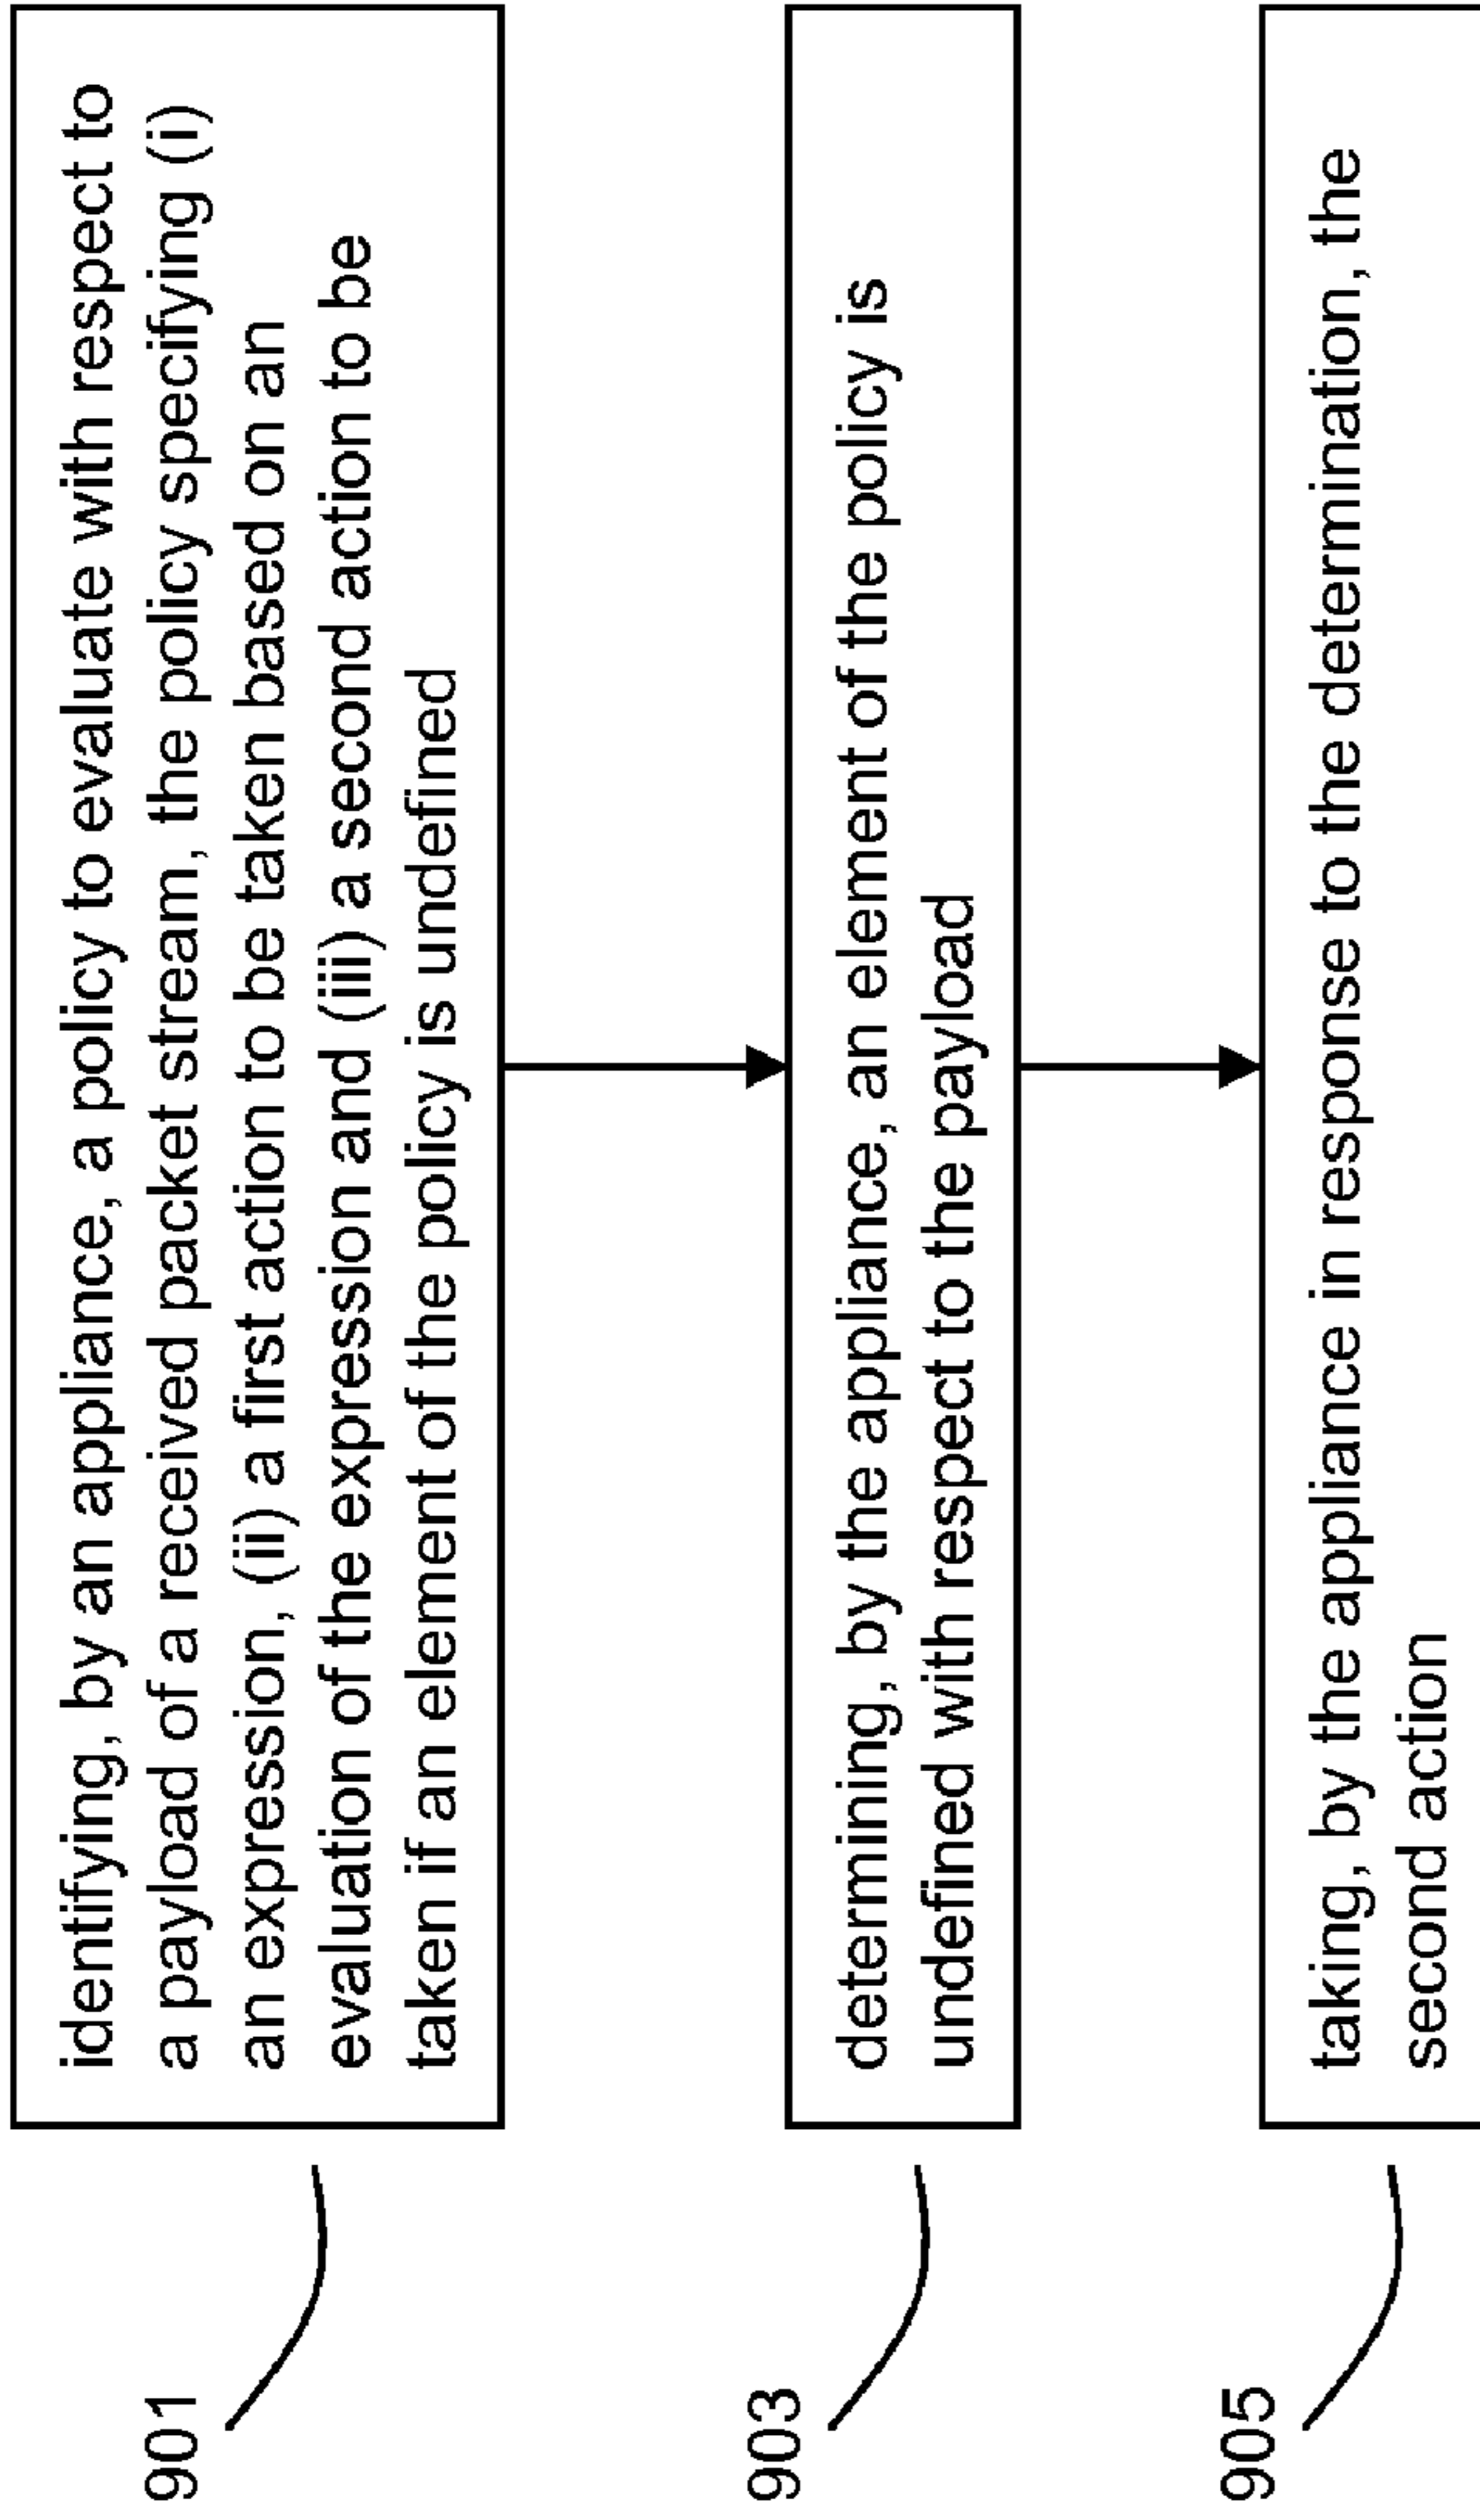 901
identifying, by an appliance, a policy to evaluate with respect to
a payload of a received packet stream, the policy specifying (i)
an expression, (ii) a first action to be taken based on an
evaluation of the expression and (iii) a second action to be
taken if an element of the policy is undefined
903
determining, by the appliance, an element of the policy is
undefined with respect to the payload
905
taking, by the appliance in response to the determination, the
second action